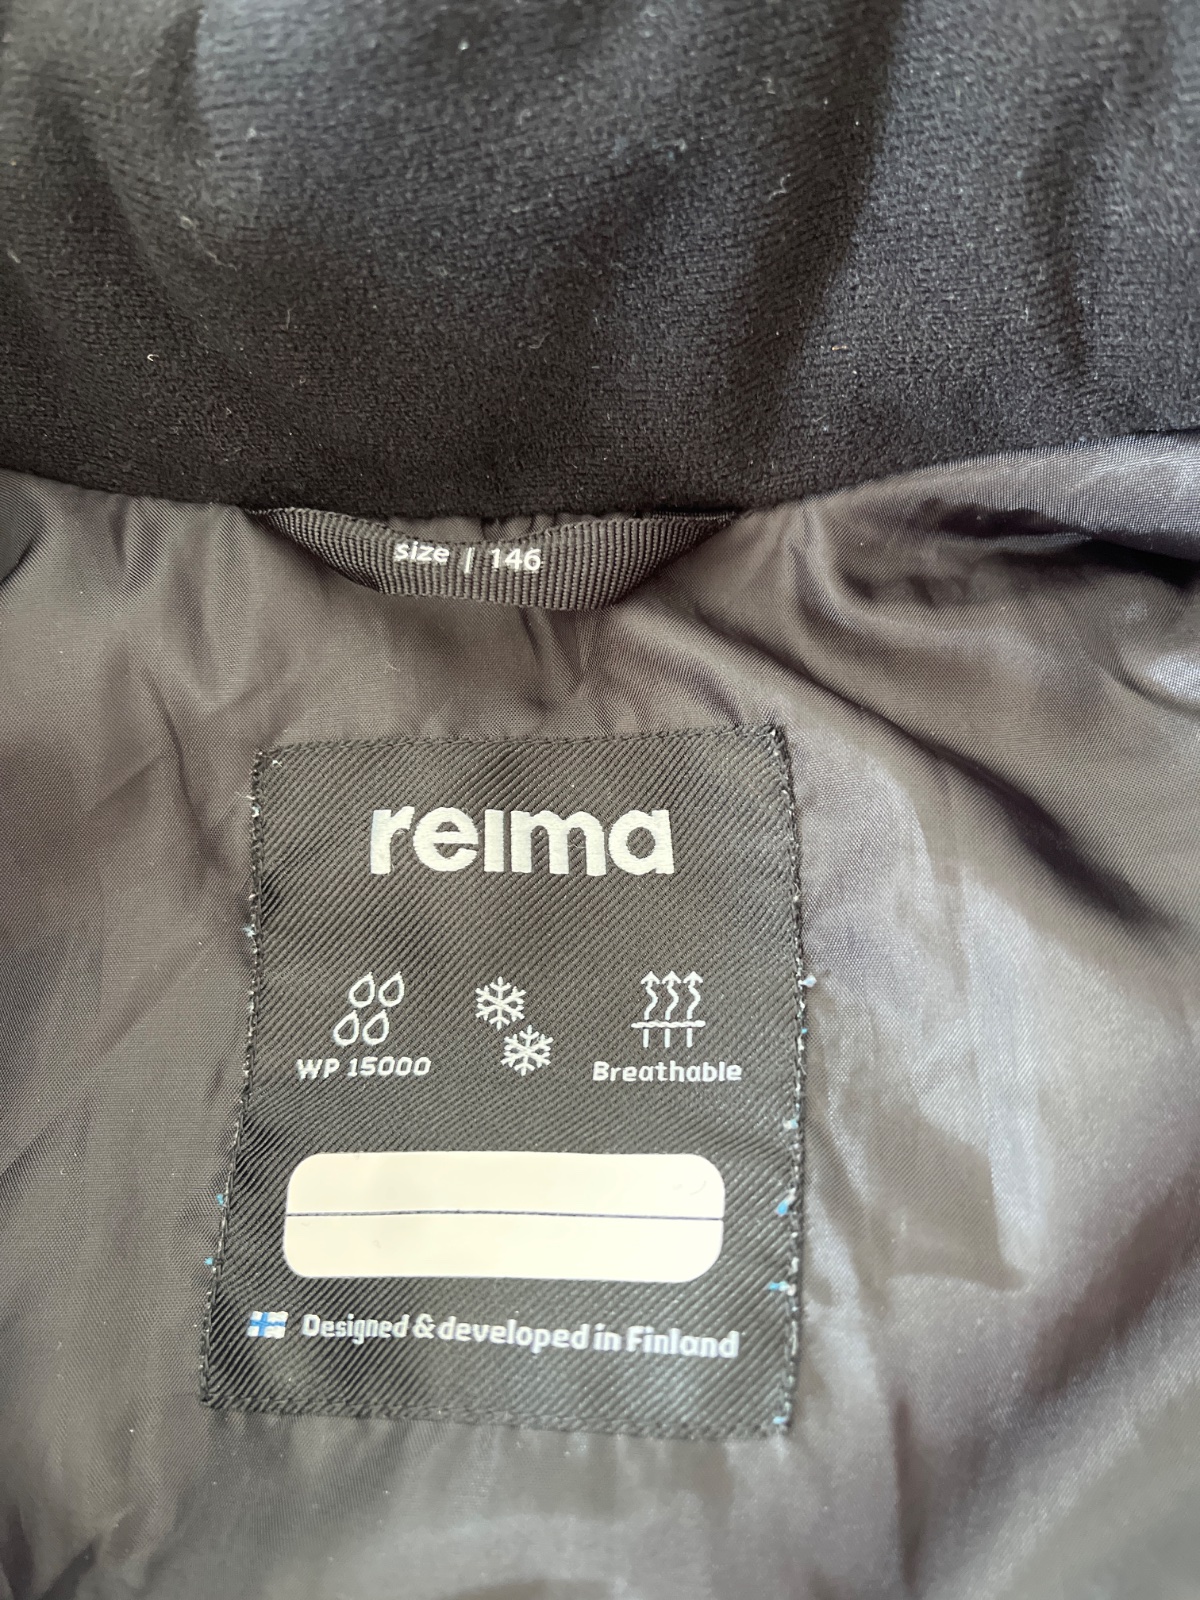 size | 146
reima
WP 15000
Breathable
Designed & developed in Finland